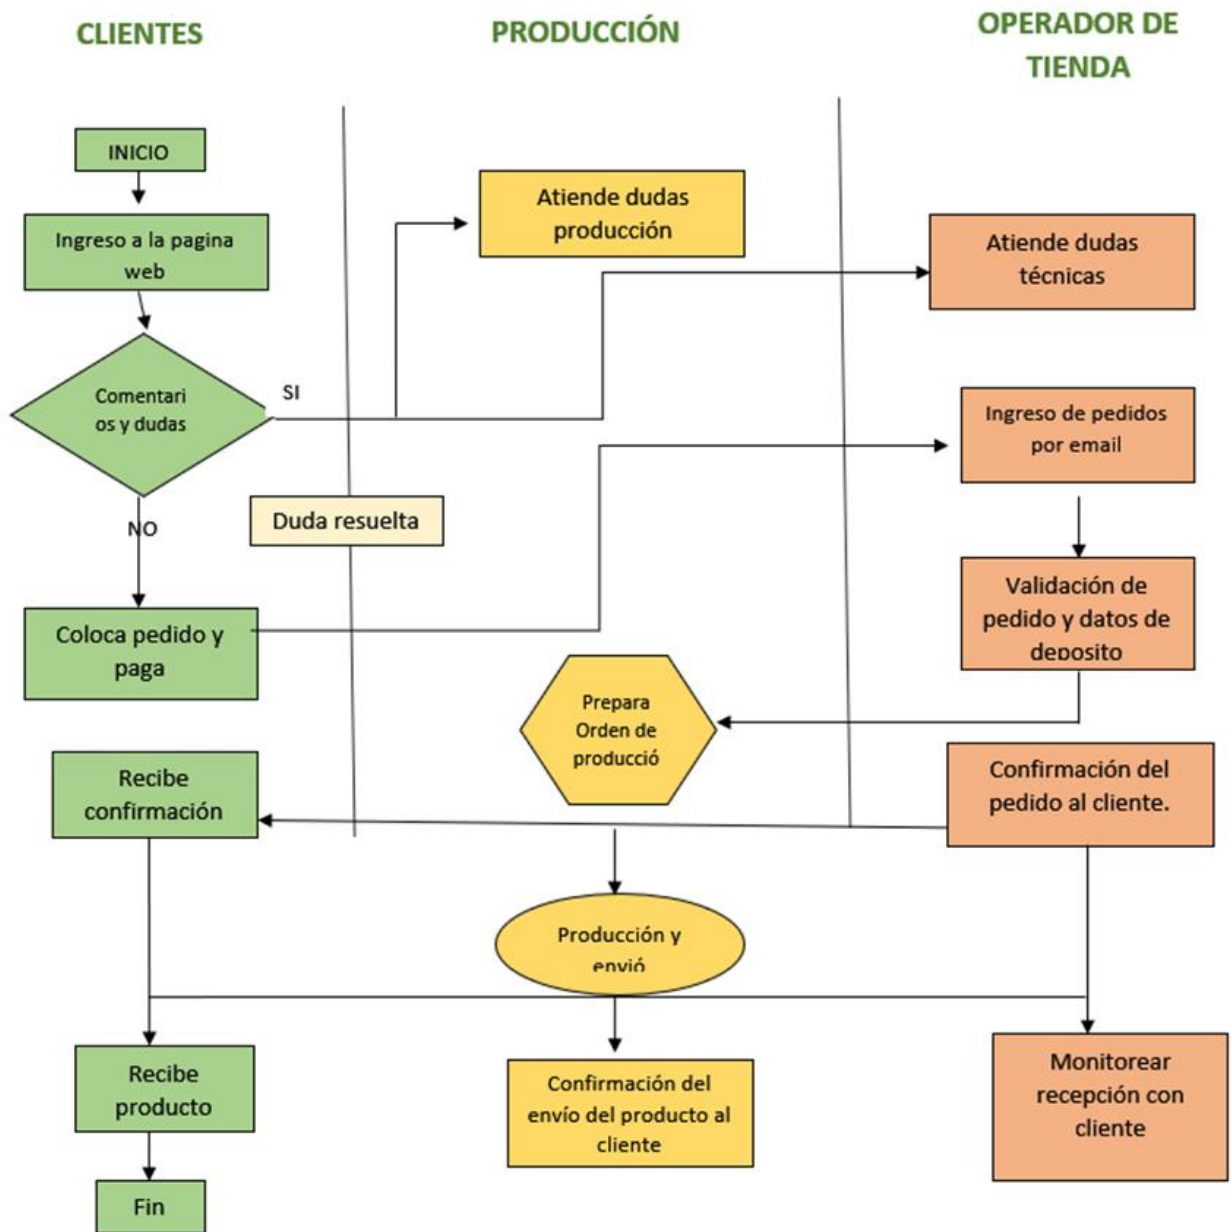 CLIENTES
PRODUCCIÓN
OPERADOR DE
TIENDA
INICIO
Ingreso a la pagina
web
Atiende dudas
producción
Atiende dudas
técnicas
Comentari
os y dudas
SI
Ingreso de pedidos
por email
NO
Duda resuelta
Coloca pedido y
paga
Validación de
pedido y datos de
deposito
Prepara
Orden de
producció
Recibe
confirmación
Confirmación del
pedido al cliente.
Producción y
envió
Recibe
producto
Confirmación del
envío del producto al
cliente
Monitorear
recepción con
cliente
Fin